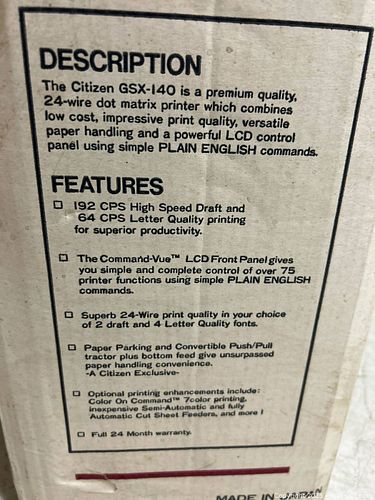 DESCRIPTION
The Citizen GSX-140 is a premium quality,
24-wire dot matrix printer which combines
low cost, impressive print quality, versatile
paper handling and a powerful LCD control
panel using simple PLAIN ENGLISH commands.
FEATURES
192 CPS High Speed Draft and
64 CPS Letter Quality printing
for superior productivity.
The Command-Vue™ LCD Front Panel gives
you simple and complete control of over 75
printer functions using simple PLAIN ENGLISH
commands.
Superb 24-Wire print quality in your choice
of 2 draft and 4 Letter Quality fonts.
Paper Parking and Convertible Push/Pull
tractor plus bottom feed give unsurpassed
paper handling convenience.
-A Citizen Exclusive-
Optional printing enhancements include:
Color On Command™ 7color printing,
inexpensive Semi-Automatic and fully
Automatic Cut Sheet Feeders, and more !
Full 24 Month warranty.
MADE IN JAPAN